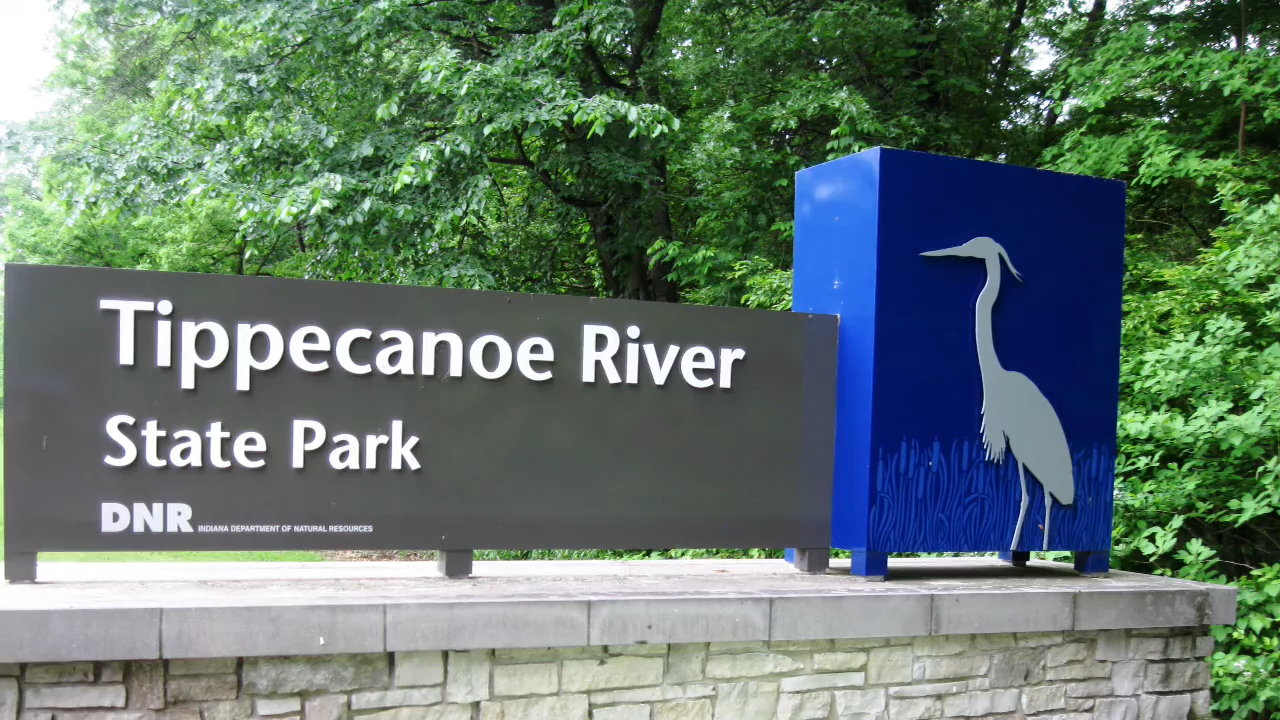 Tippecanoe River
State Park
DNR INDIANA DEPARTMENT OF NATURAL RESOURCES